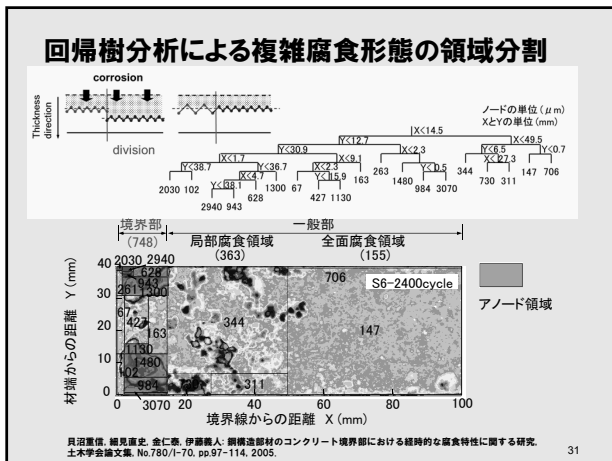 回帰樹分析による複雑腐食形態の領域分割
corrosion
Thickness direction
division
ノードの単位(μm)
XとYの単位(mm)
X<14.5
Y<12.7 X<49.5
Y<30.9 X<2.3 Y<6.5 Y<0.7
X<1.7 X<9.1 263 Y<0.5 344 X<27.3 147 706
Y<38.7 Y<36.7 X<2.3 163 1480 984 3070 730 311
2030 102 X<4.7 1300 67 Y<15.9
Y<38.1 628 427 1130
2940 943
境界部 一般部
(748) 局部腐食領域 全面腐食領域
(363) (155)
2030 2940
628 706 S6-2400cycle
943
261 1300
67
427 163 344 147
1130
1480
102
984 311
3070
アノード領域
材端からの距離 Y (mm)
40
30
20
10
0
0 20 40 60 80 100
境界線からの距離 X (mm)
貝沼重信, 細見直史, 金仁泰, 伊藤義人: 鋼構造部材のコンクリート境界部における経時的な腐食特性に関する研究,
土木学会論文集, No.780/I-70, pp.97-114, 2005.
31